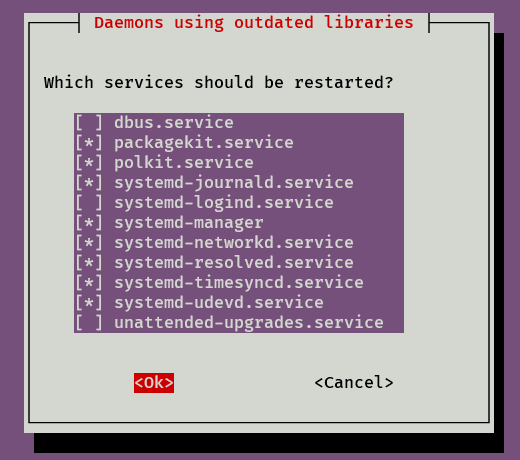 Daemons using outdated libraries
Which services should be restarted?
[ ] dbus.service
[*] packagekit.service
[*] polkit.service
[*] systemd-journald.service
[ ] systemd-logind.service
[*] systemd-manager
[*] systemd-networkd.service
[*] systemd-resolved.service
[*] systemd-timesyncd.service
[*] systemd-udevd.service
[ ] unattended-upgrades.service
<Ok> <Cancel>